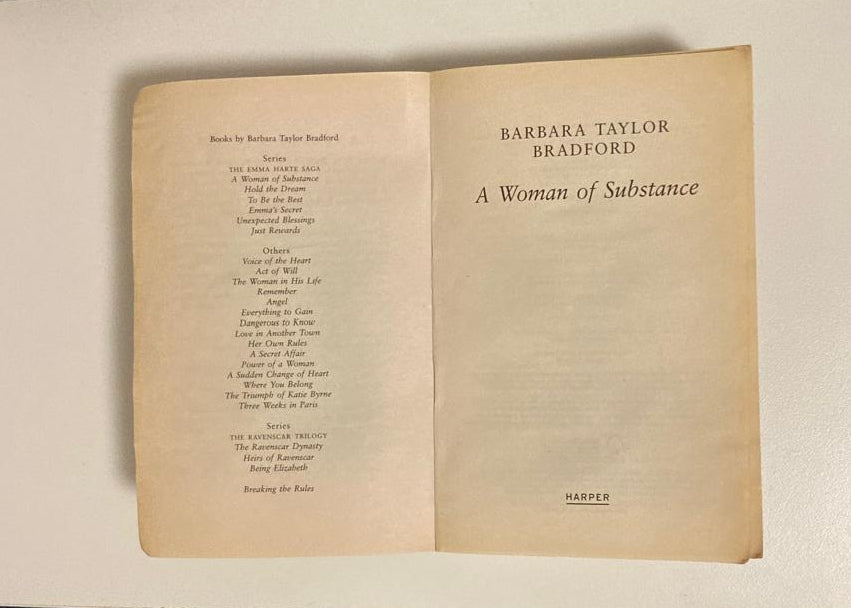 Books by Barbara Taylor Bradford
Series
THE EMMA HARTE SAGA
A Woman of Substance
Hold the Dream
To Be the Best
Emma's Secret
Unexpected Blessings
Just Rewards
Others
Voice of the Heart
Act of Will
The Woman in His Life
Remember
Angel
Everything to Gain
Dangerous to Know
Love in Another Town
Her Own Rules
A Secret Affair
Power of a Woman
A Sudden Change of Heart
Where You Belong
The Triumph of Katie Byrne
Three Weeks in Paris
Series
THE RAVENSCAR TRILOGY
The Ravenscar Dynasty
Heirs of Ravenscar
Being Elizabeth
Breaking the Rules
BARBARA TAYLOR
BRADFORD
A Woman of Substance
HARPER